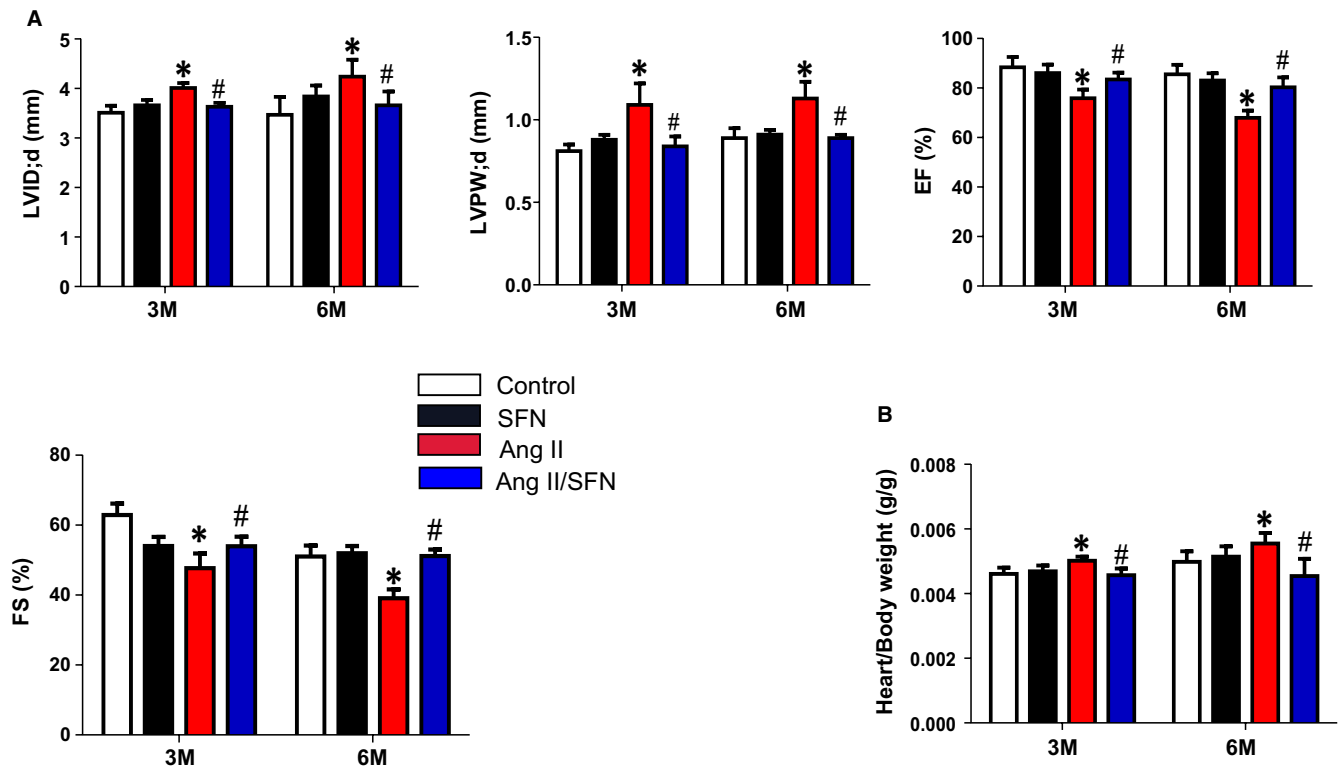 A
LVID;d (mm)
5
4
3
2
1
0
*
#
*
#
3M
6M
LVPW;d (mm)
1.5
1.0
0.5
0.0
*
#
*
#
3M
6M
EF (%)
100
80
60
40
20
0
*
#
*
#
3M
6M
Control
SFN
Ang II
Ang II/SFN
FS (%)
80
60
40
20
0
*
#
*
#
3M
6M
B
Heart/Body weight (g/g)
0.008
0.006
0.004
0.002
0.000
*
#
*
#
3M
6M